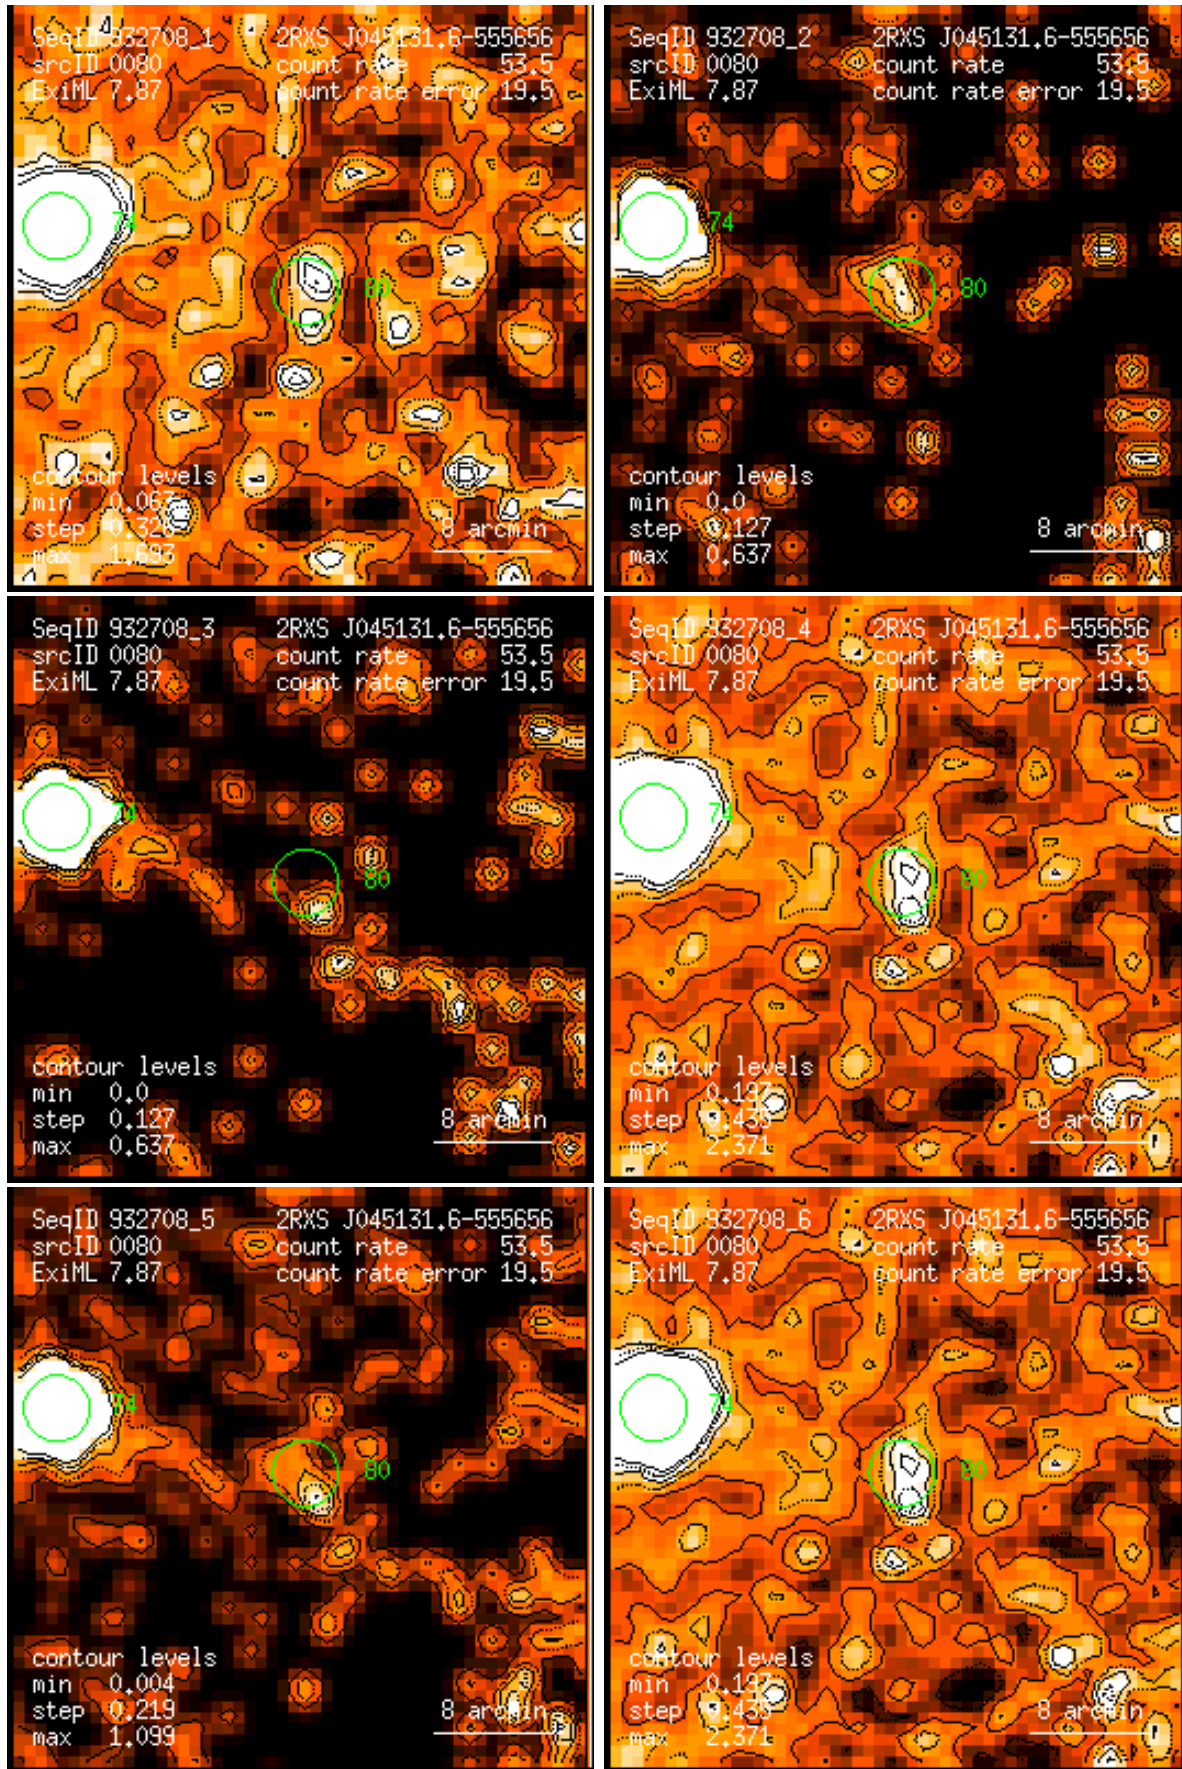 SeqID 932708_1 2RXS J045131.6-555656
srcID 0080 count rate 53.5
ExiML 7.87 count rate error 19.5
74
80
contour levels
min 0.067
step 0.326
max 1.693
8 arcmin
SeqID 932708_2 2RXS J045131.6-555656
srcID 0080 count rate 53.5
ExiML 7.87 count rate error 19.5
74
80
contour levels
min 0.0
step 0.127
max 0.637
8 arcmin
SeqID 932708_3 2RXS J045131.6-555656
srcID 0080 count rate 53.5
ExiML 7.87 count rate error 19.5
74
80
contour levels
min 0.0
step 0.127
max 0.637
8 arcmin
SeqID 932708_4 2RXS J045131.6-555656
srcID 0080 count rate 53.5
ExiML 7.87 count rate error 19.5
74
80
contour levels
min 0.197
step 0.435
max 2.371
8 arcmin
SeqID 932708_5 2RXS J045131.6-555656
srcID 0080 count rate 53.5
ExiML 7.87 count rate error 19.5
74
80
contour levels
min 0.004
step 0.219
max 1.099
8 arcmin
SeqID 932708_6 2RXS J045131.6-555656
srcID 0080 count rate 53.5
ExiML 7.87 count rate error 19.5
74
80
contour levels
min 0.197
step 0.435
max 2.371
8 arcmin